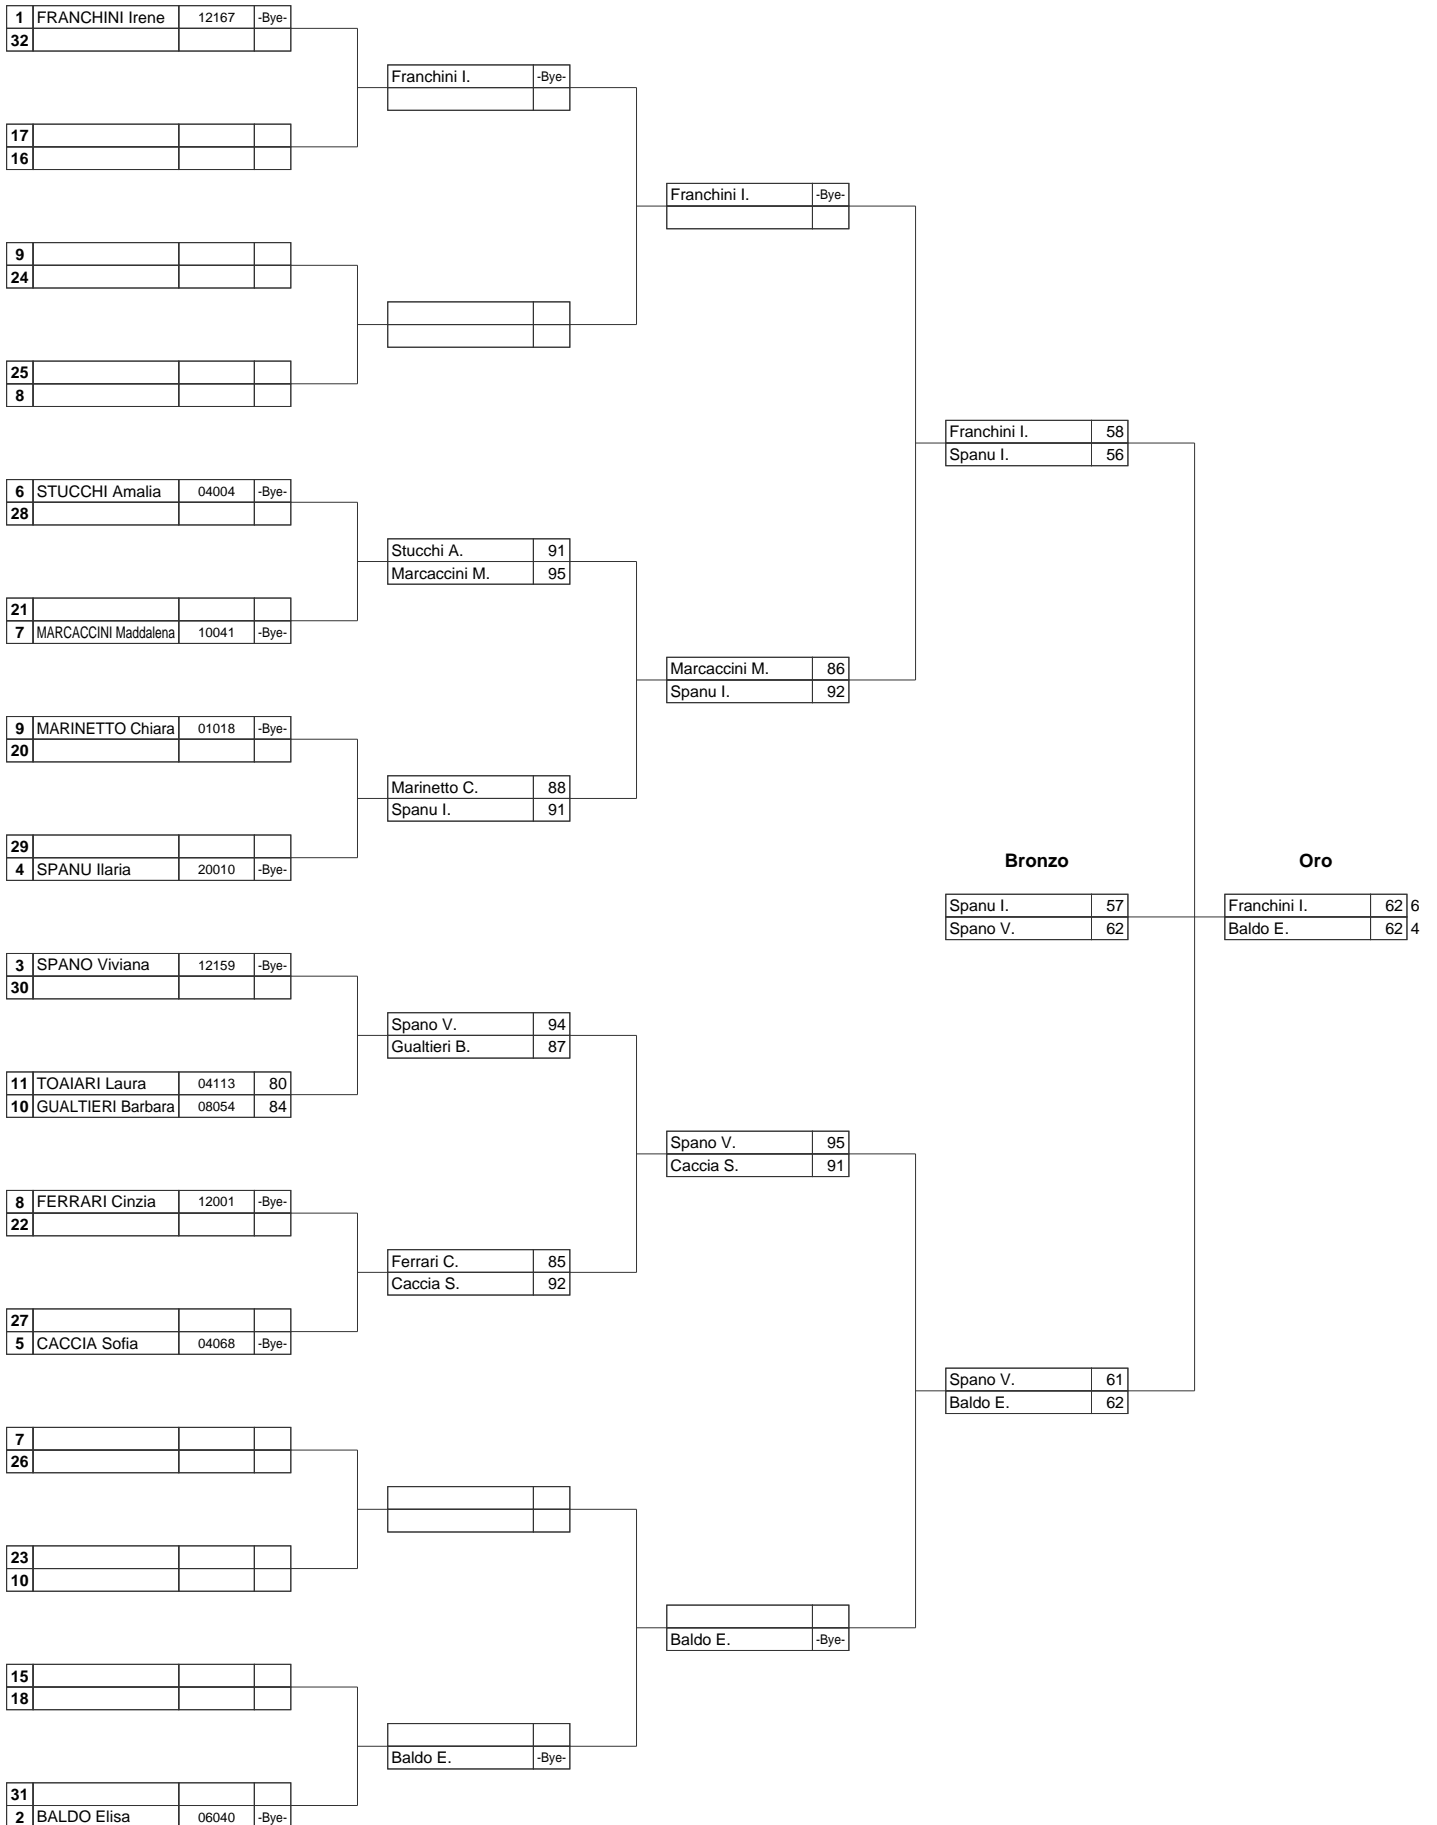 1 FRANCHINI Irene 12167 -Bye-
32
Franchini I. -Bye-
17
16
Franchini I. -Bye-
9
24
25
8
Franchini I. 58
Spanu I. 56
6 STUCCHI Amalia 04004 -Bye-
28
Stucchi A. 91
Marcaccini M. 95
21
7 MARCACCINI Maddalena 10041 -Bye-
Marcaccini M. 86
Spanu I. 92
9 MARINETTO Chiara 01018 -Bye-
20
Marinetto C. 88
Spanu I. 91
29
4 SPANU Ilaria 20010 -Bye-
Bronzo Oro
Spanu I. 57 Franchini I. 62 6
Spano V. 62 Baldo E. 62 4
3 SPANO Viviana 12159 -Bye-
30
Spano V. 94
Gualtieri B. 87
11 TOAIARI Laura 04113 80
10 GUALTIERI Barbara 08054 84
Spano V. 95
Caccia S. 91
8 FERRARI Cinzia 12001 -Bye-
22
Ferrari C. 85
Caccia S. 92
27
5 CACCIA Sofia 04068 -Bye-
Spano V. 61
Baldo E. 62
7
26
23
10
Baldo E. -Bye-
15
18
Baldo E. -Bye-
31
2 BALDO Elisa 06040 -Bye-